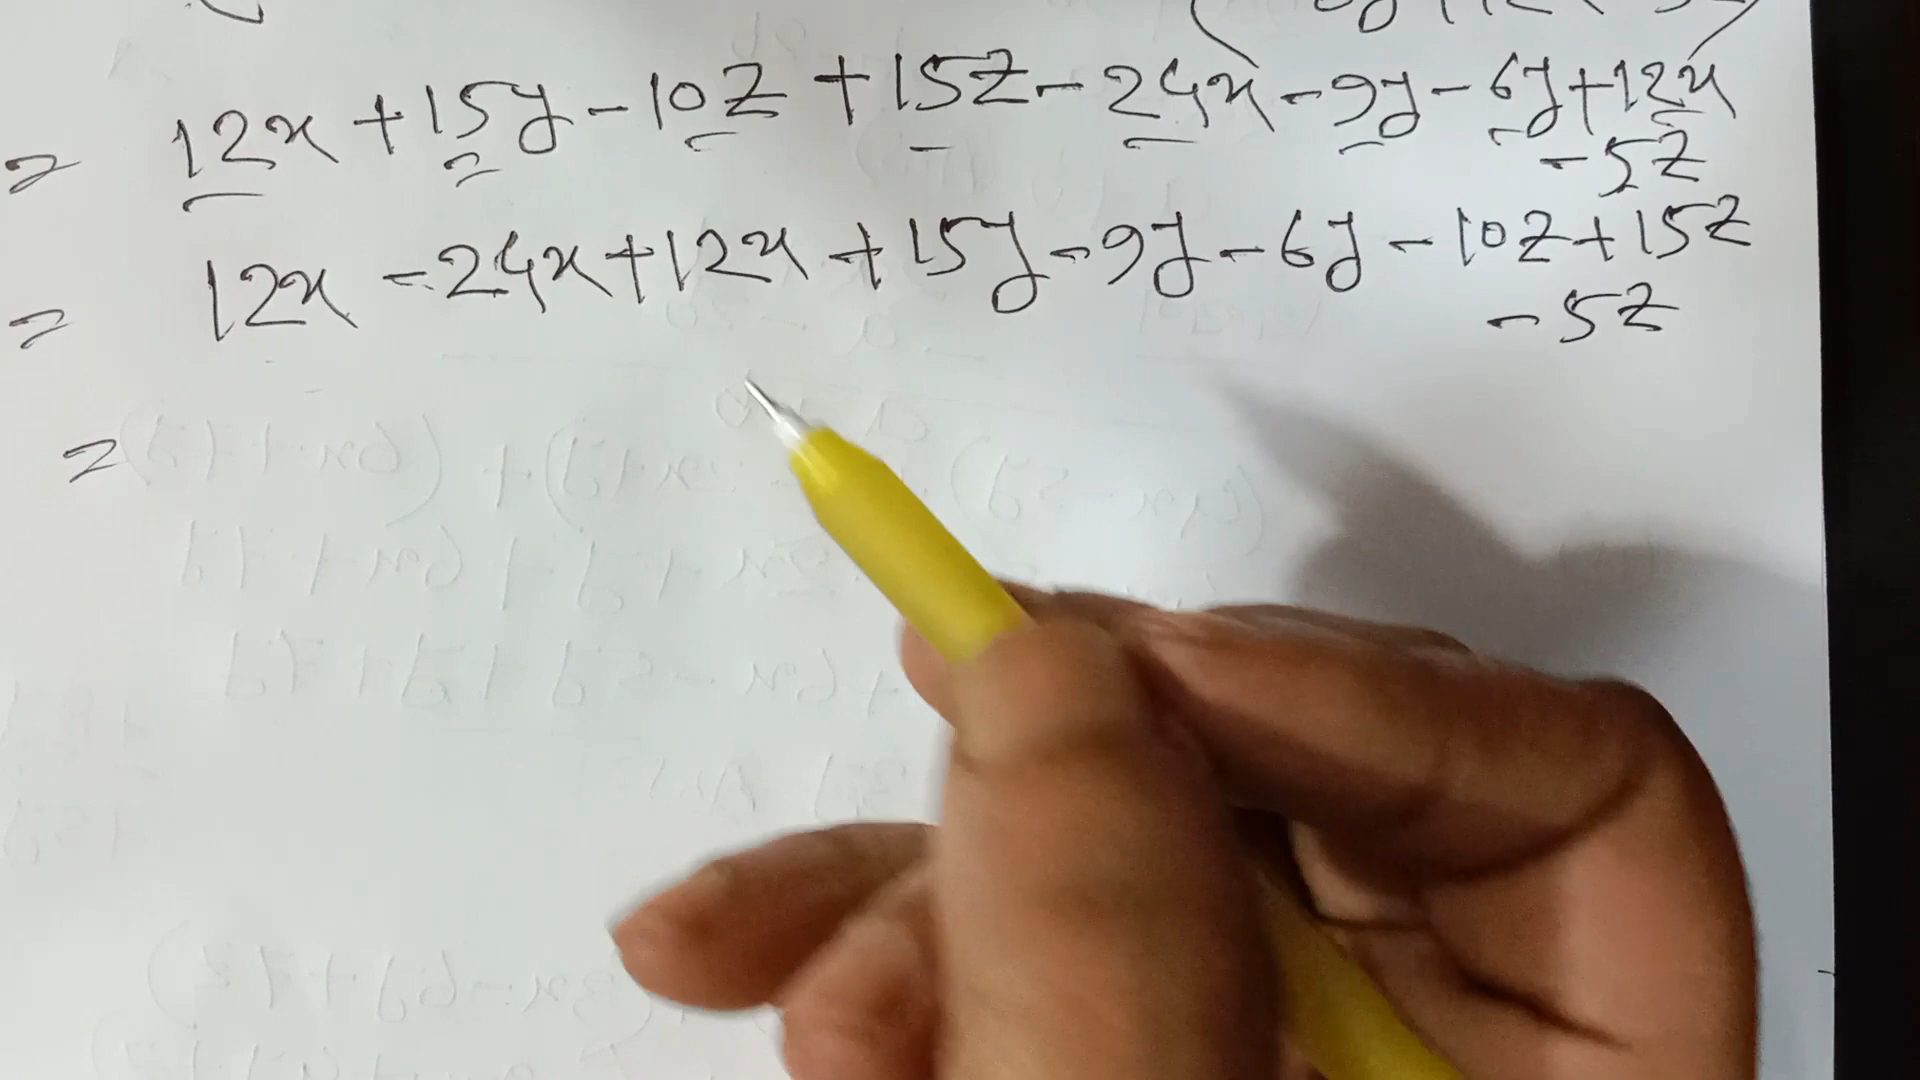 = 12x + 15y - 10z + 15z - 24x - 9y - 6y + 12x
- 5z
= 12x - 24x + 12x + 15y - 9y - 6y - 10z + 15z
- 5z
=